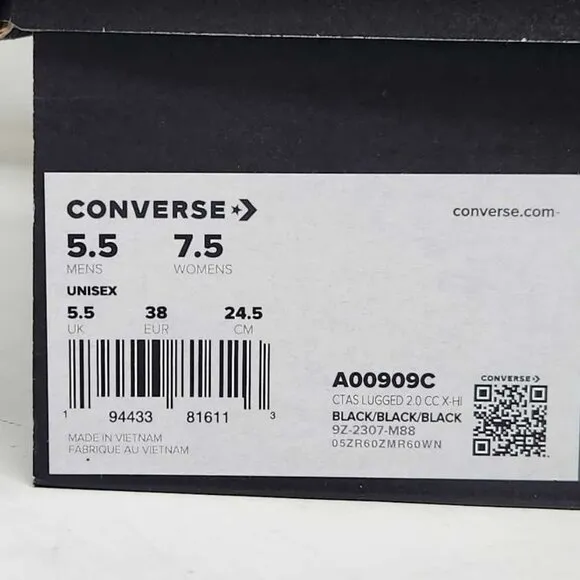 CONVERSE
converse.com
5.5 7.5
MENS WOMENS
UNISEX
5.5 38 24.5
UK EUR CM
1 94433 81611 3
MADE IN VIETNAM
FABRIQUE AU VIETNAM
A00909C
CTAS LUGGED 2.0 CC X-HI
BLACK/BLACK/BLACK
9Z-2307-M88
05ZR60ZMR60WN
CONVERSE